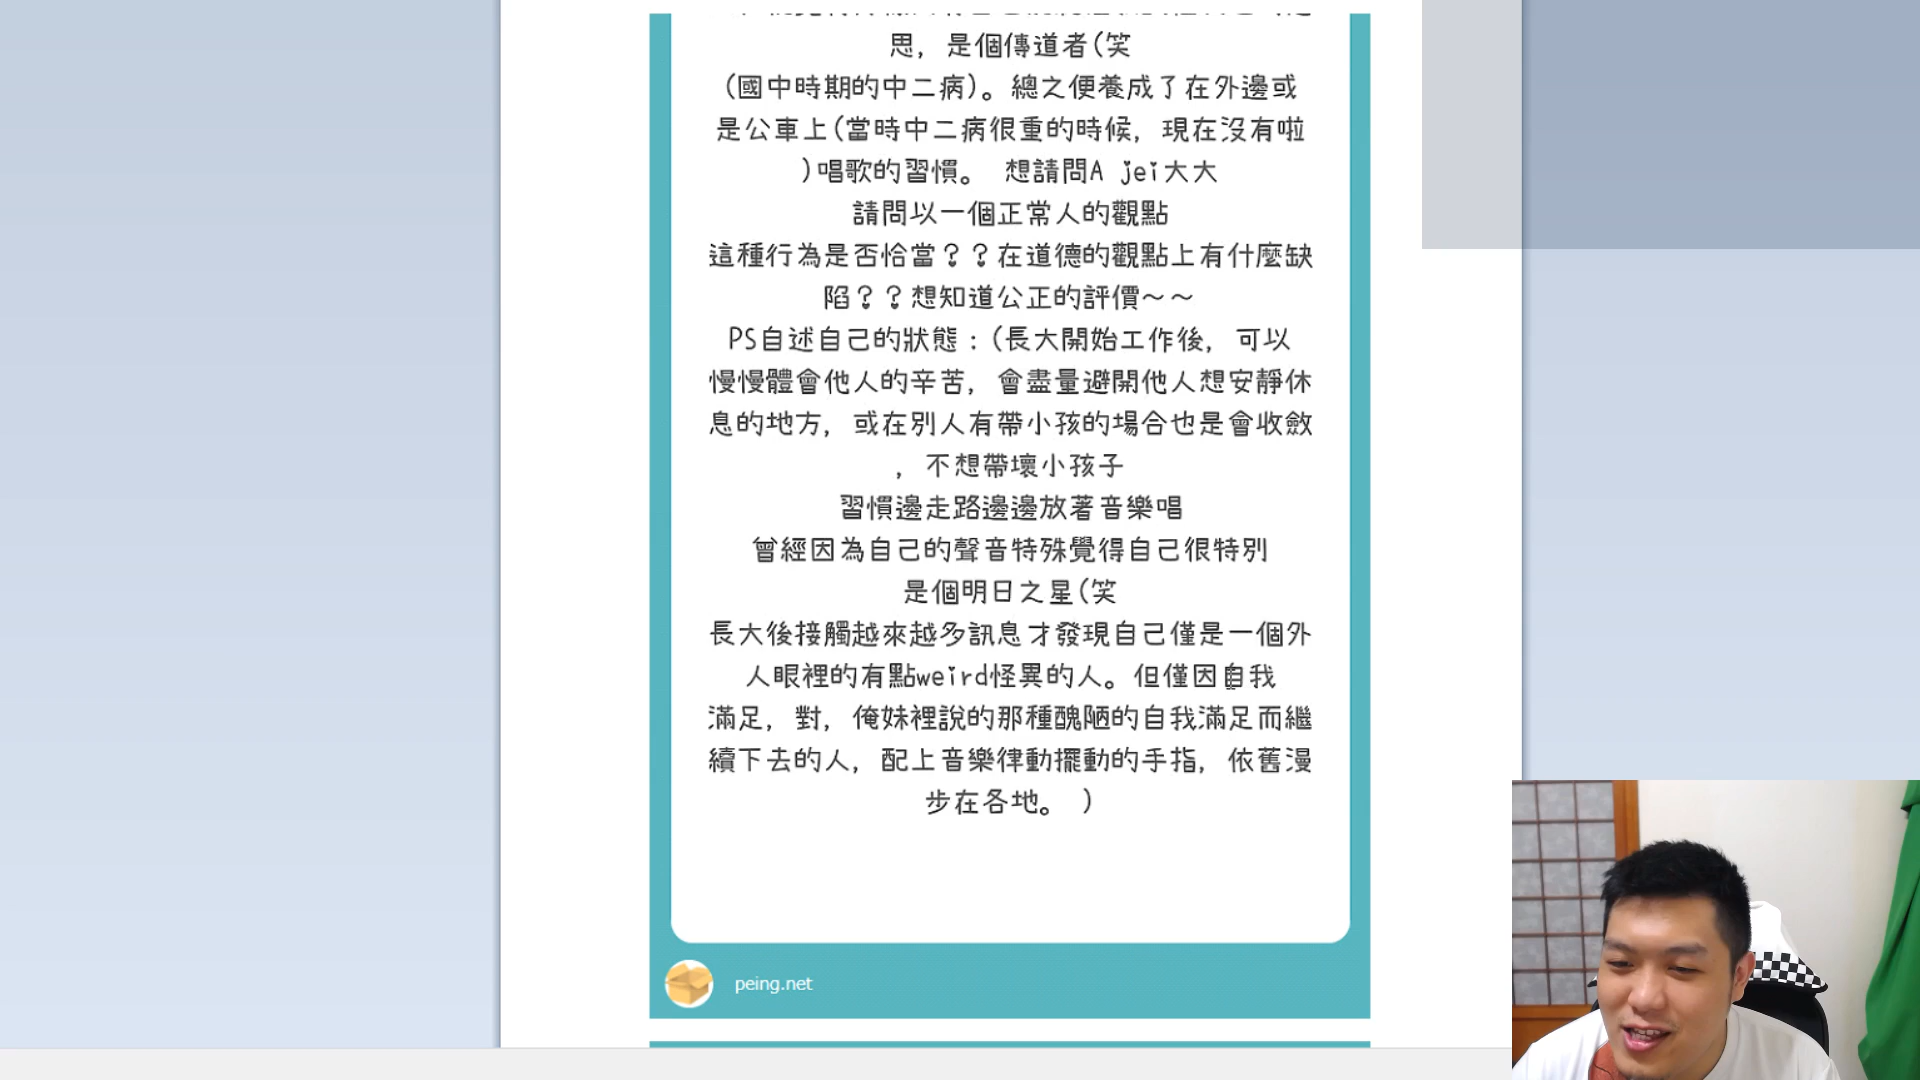 思，是個傳道者(笑
(國中時期的中二病)。總之便養成了在外邊或
是公車上(當時中二病很重的時候，現在沒有啦
)唱歌的習慣。 想請問A jei大大
請問以一個正常人的觀點
這種行為是否恰當？？在道德的觀點上有什麼缺
陷？？想知道公正的評價～～
PS自述自己的狀態：(長大開始工作後，可以
慢慢體會他人的辛苦，會盡量避開他人想安靜休
息的地方，或在別人有帶小孩的場合也是會收斂
，不想帶壞小孩子
習慣邊走路邊邊放著音樂唱
曾經因為自己的聲音特殊覺得自己很特別
是個明日之星(笑
長大後接觸越來越多訊息才發現自己僅是一個外
人眼裡的有點weird怪異的人。但僅因自我
滿足，對，俺妹裡說的那種醜陋的自我滿足而繼
續下去的人，配上音樂律動擺動的手指，依舊漫
步在各地。 )
peing.net